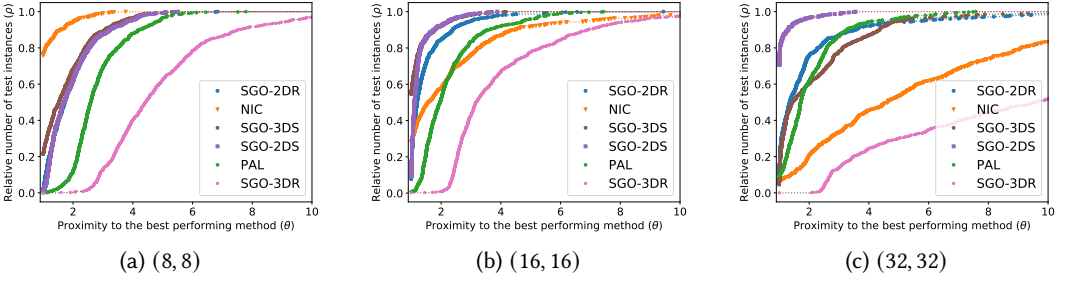 Relative number of test instances (ρ)
1.0
0.8
0.6
0.4
0.2
0.0
SGO-2DR
NIC
SGO-3DS
SGO-2DS
PAL
SGO-3DR
2 4 6 8 10
Proximity to the best performing method (θ)
(a) (8, 8)
Relative number of test instances (ρ)
1.0
0.8
0.6
0.4
0.2
0.0
SGO-2DR
NIC
SGO-3DS
SGO-2DS
PAL
SGO-3DR
2 4 6 8 10
Proximity to the best performing method (θ)
(b) (16, 16)
Relative number of test instances (ρ)
1.0
0.8
0.6
0.4
0.2
0.0
SGO-2DR
NIC
SGO-3DS
SGO-2DS
PAL
SGO-3DR
2 4 6 8 10
Proximity to the best performing method (θ)
(c) (32, 32)